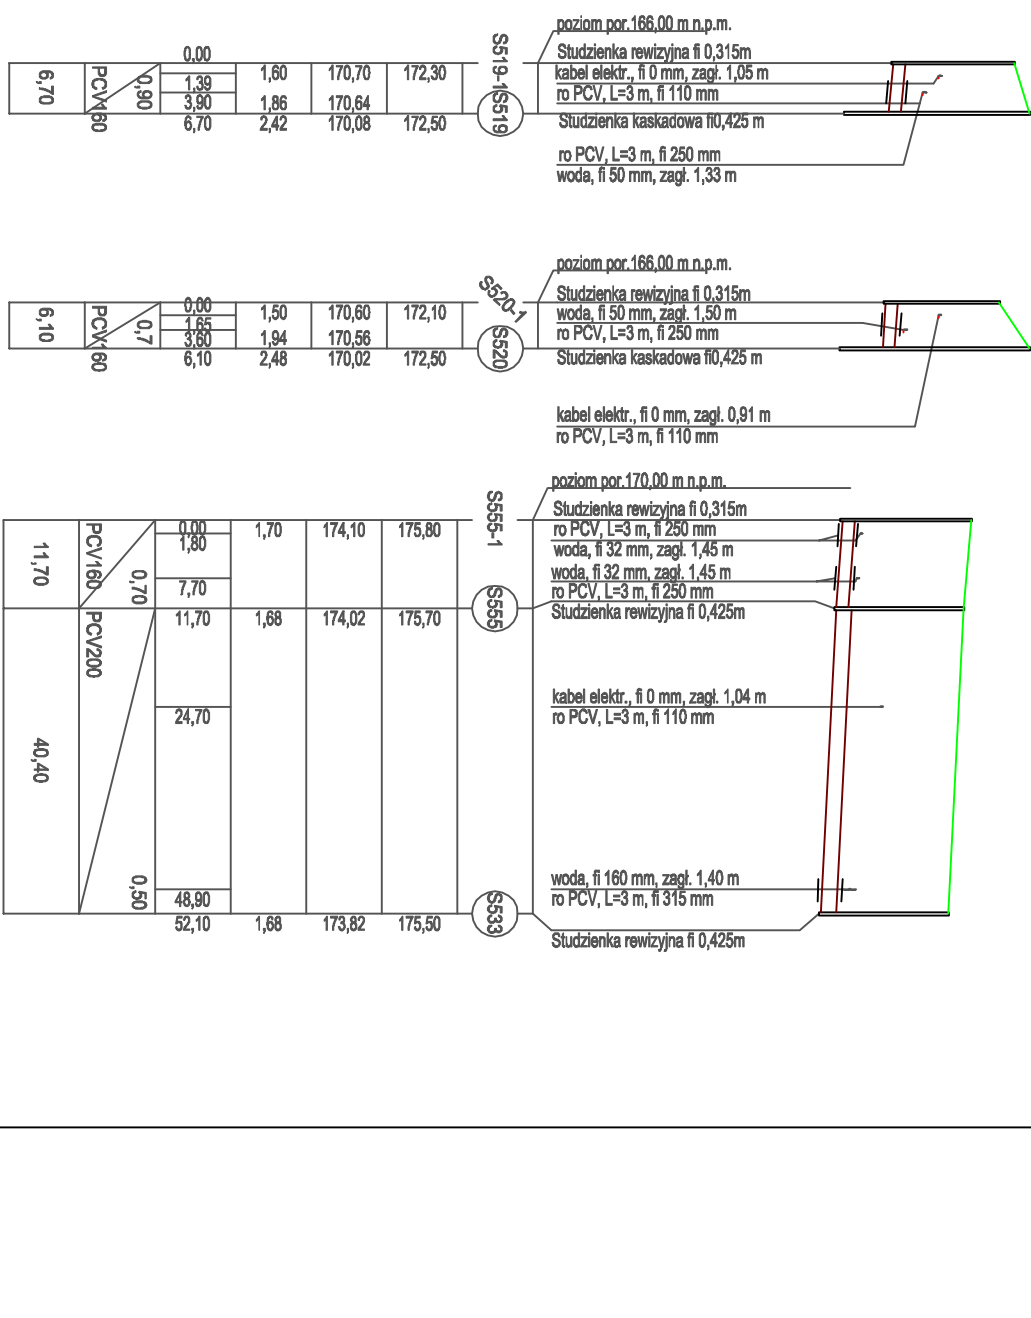 poziom por.166,00 m n.p.m.
Studzienka rewizyjna fi 0,315m
kabel elektr., fi 0 mm, zagł. 1,05 m
ro PCV, L=3 m, fi 110 mm
Studzienka kaskadowa fi0,425 m
ro PCV, L=3 m, fi 250 mm
woda, fi 50 mm, zagł. 1,33 m
S519-1
S519
0,00
1,39 1,60 170,70 172,30
3,90 1,86 170,64
6,70 2,42 170,08 172,50
6,70
PCV160
0,90
poziom por.166,00 m n.p.m.
Studzienka rewizyjna fi 0,315m
woda, fi 50 mm, zagł. 1,50 m
ro PCV, L=3 m, fi 250 mm
Studzienka kaskadowa fi0,425 m
kabel elektr., fi 0 mm, zagł. 0,91 m
ro PCV, L=3 m, fi 110 mm
S520-1
S520
0,00 1,50 170,60 172,10
1,65
3,60 1,94 170,56
6,10 2,48 170,02 172,50
6,10
PCV160
0,7
poziom por.170,00 m n.p.m.
Studzienka rewizyjna fi 0,315m
ro PCV, L=3 m, fi 250 mm
woda, fi 32 mm, zagł. 1,45 m
woda, fi 32 mm, zagł. 1,45 m
ro PCV, L=3 m, fi 250 mm
Studzienka rewizyjna fi 0,425m
kabel elektr., fi 0 mm, zagł. 1,04 m
ro PCV, L=3 m, fi 110 mm
woda, fi 160 mm, zagł. 1,40 m
ro PCV, L=3 m, fi 315 mm
Studzienka rewizyjna fi 0,425m
S555-1
S555
S533
0,00 1,70 174,10 175,80
1,80
7,70
11,70 1,68 174,02 175,70
24,70
48,90
52,10 1,68 173,82 175,50
11,70
PCV160
0,70
40,40
PCV200
0,50